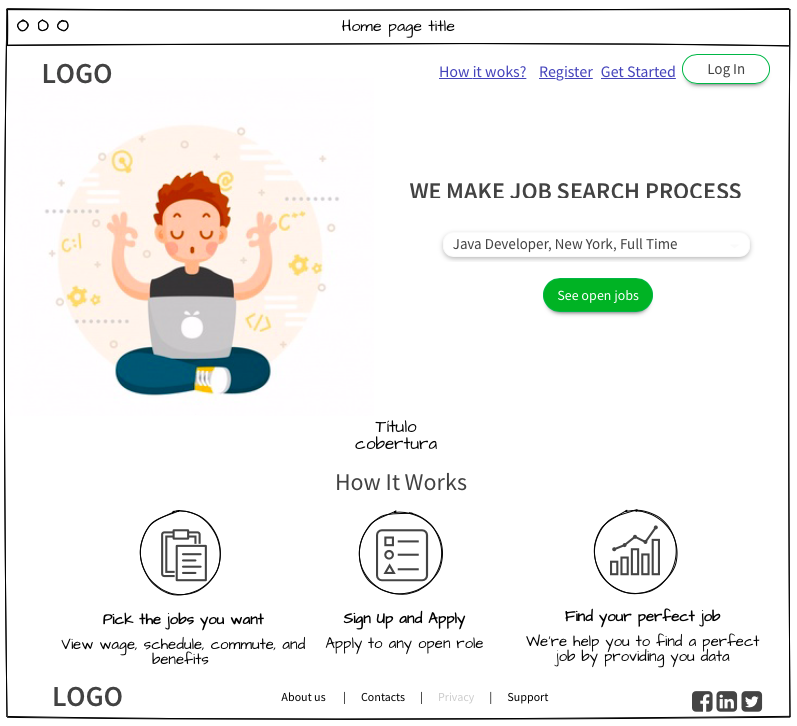 Home page title
LOGO
How it woks? Register Get Started Log In
WE MAKE JOB SEARCH PROCESS
@
C++
C:\
</>
Java Developer, New York, Full Time
See open jobs
Título
cobertura
How It Works
Pick the jobs you want
View wage, schedule, commute, and
benefits
Sign Up and Apply
Apply to any open role
Find your perfect job
We're help you to find a perfect
job by providing you data
LOGO
About us | Contacts | Privacy | Support
f in